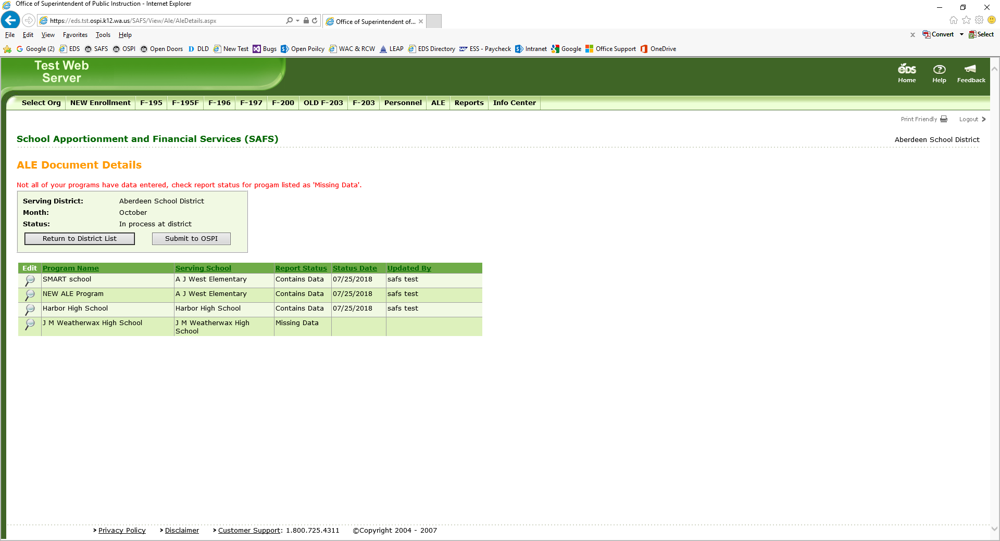 Office of Superintendent of Public Instruction - Internet Explorer
https://eds.tst.ospi.k12.wa.us/SAFS/View/Ale/AleDetails.aspx
Office of Superintendent of...
File Edit View Favorites Tools Help
Convert Select
Google (2) EDS SAFS OSPI Open Doors DLD New Test Bugs Open Poilcy WAC & RCW LEAP EDS Directory ESS - Paycheck Intranet Google Office Support OneDrive
Test Web
Server
eds
Home Help Feedback
Select Org NEW Enrollment F-195 F-195F F-196 F-197 F-200 OLD F-203 F-203 Personnel ALE Reports Info Center
Print Friendly Logout
School Apportionment and Financial Services (SAFS)
Aberdeen School District
ALE Document Details
Not all of your programs have data entered, check report status for progam listed as 'Missing Data'.
Serving District: Aberdeen School District
Month: October
Status: In process at district
Return to District List Submit to OSPI
Edit Program Name Serving School Report Status Status Date Updated By
SMART school A J West Elementary Contains Data 07/25/2018 safs test
NEW ALE Program A J West Elementary Contains Data 07/25/2018 safs test
Harbor High School Harbor High School Contains Data 07/25/2018 safs test
J M Weatherwax High School J M Weatherwax High Missing Data
School
> Privacy Policy > Disclaimer > Customer Support: 1.800.725.4311 ©Copyright 2004 - 2007